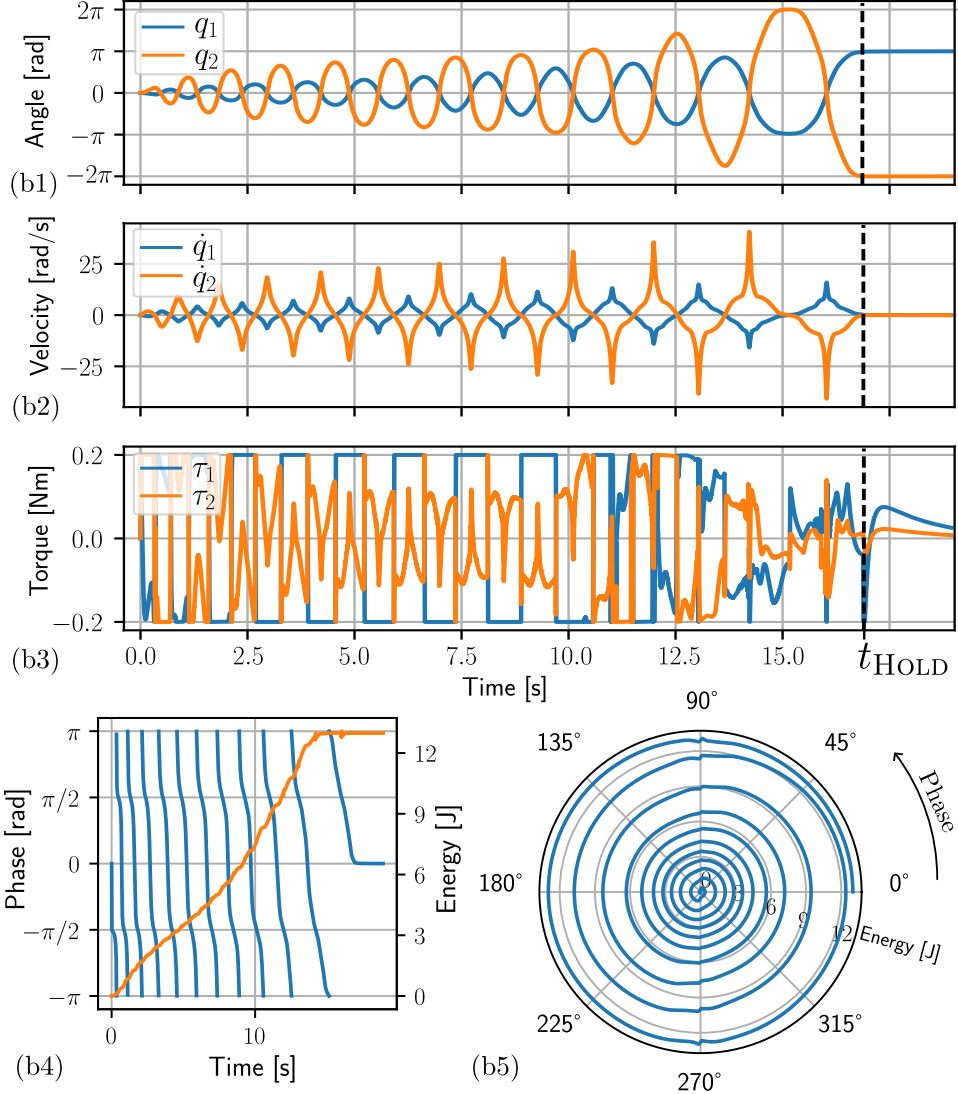 2π
π
0
−π
−2π
Angle [rad]
q₁
q₂
(b1)
25
0
−25
Velocity [rad/s]
q̇₁
q̇₂
(b2)
0.2
0.0
−0.2
Torque [Nm]
τ₁
τ₂
(b3)
0.0 2.5 5.0 7.5 10.0 12.5 15.0
t_HOLD
Time [s]
π
π/2
0
−π/2
−π
Phase [rad]
12
9
6
3
0
Energy [J]
0 10
Time [s]
(b4)
90°
135° 45°
Phase
180° 0°
0 3 6 9 12 Energy [J]
225° 315°
270°
(b5)